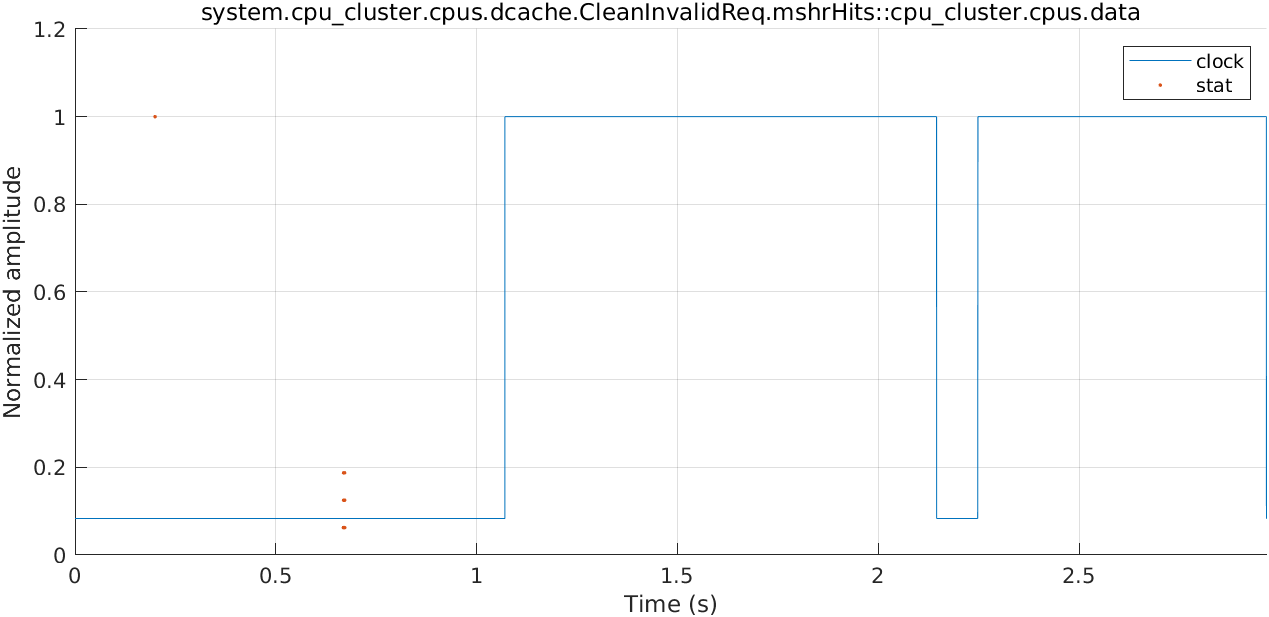 system.cpu_cluster.cpus.dcache.CleanInvalidReq.mshrHits::cpu_cluster.cpus.data
1.2
1
0.8
0.6
0.4
0.2
0
Normalized amplitude
clock
stat
0 0.5 1 1.5 2 2.5
Time (s)